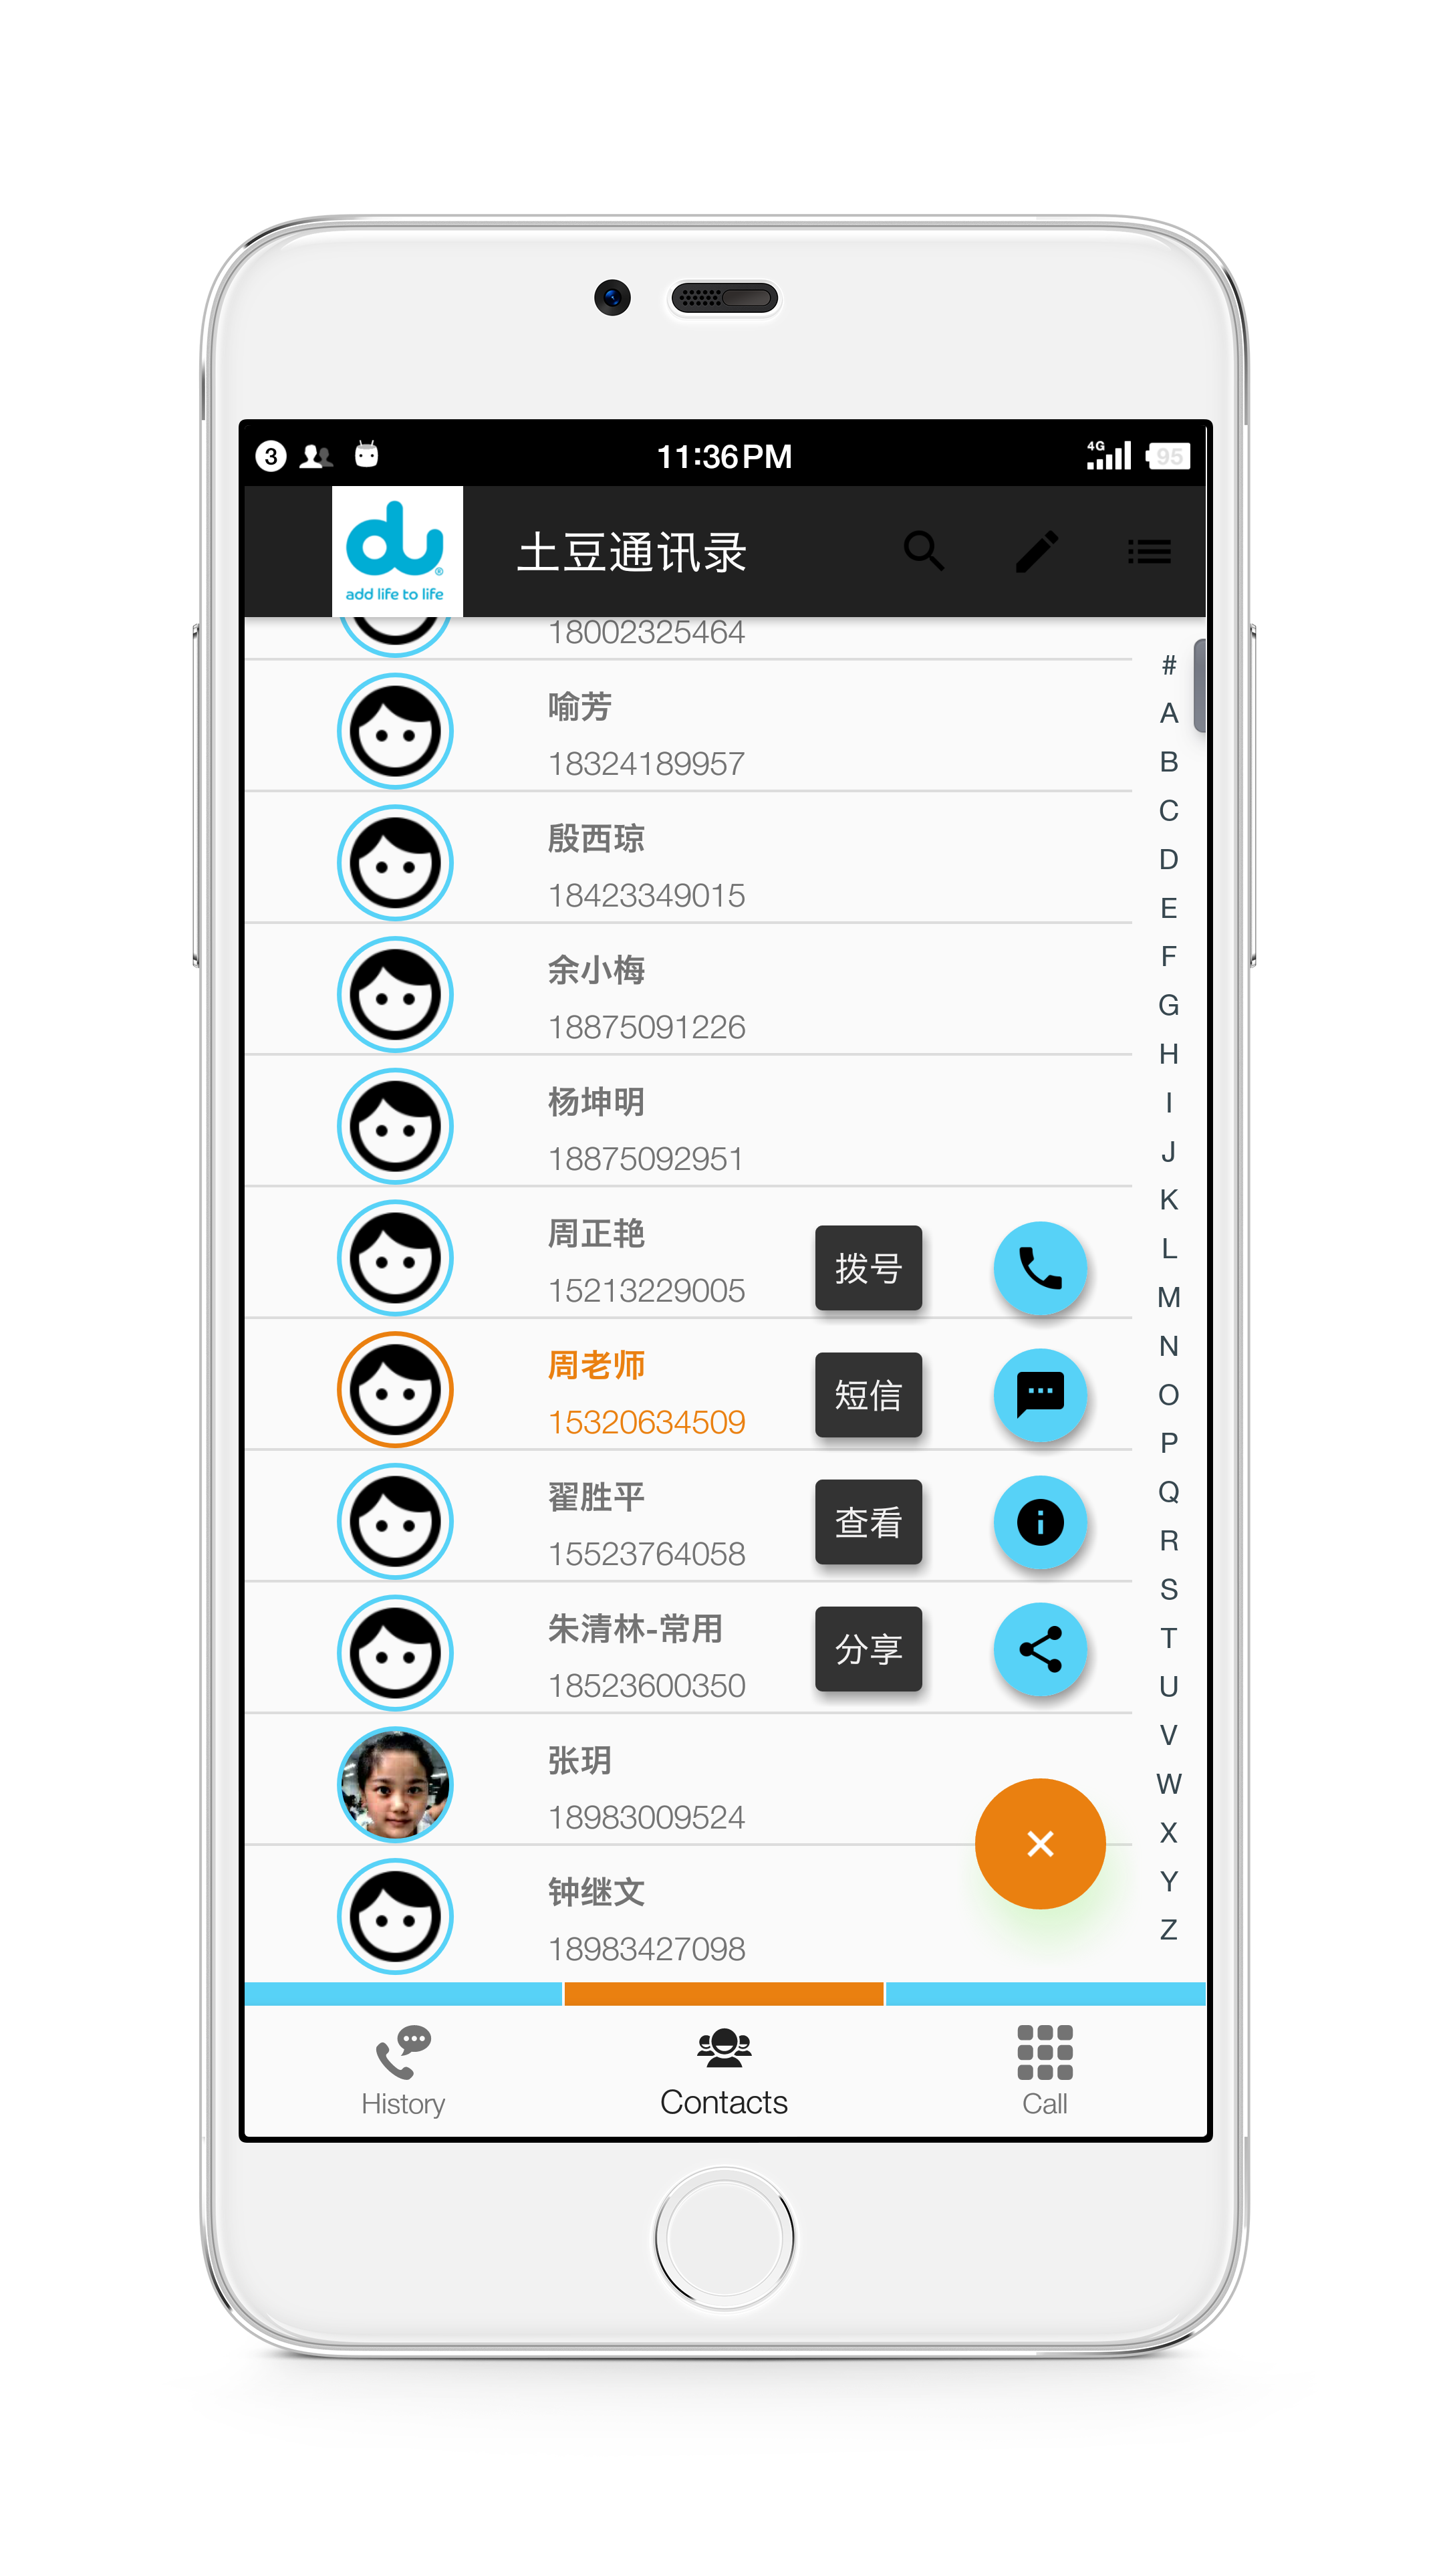 3
11:36 PM
4G
95
du
®
add life to life
土豆通讯录
18002325464
喻芳
18324189957
殷西琼
18423349015
余小梅
18875091226
杨坤明
18875092951
周正艳
15213229005
拨号
周老师
15320634509
短信
翟胜平
15523764058
查看
朱清林-常用
18523600350
分享
张玥
18983009524
钟继文
18983427098
#
A
B
C
D
E
F
G
H
I
J
K
L
M
N
O
P
Q
R
S
T
U
V
W
X
Y
Z
History
Contacts
Call